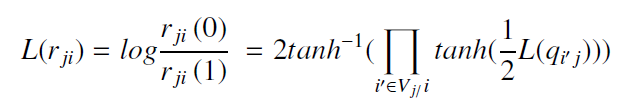 L(r_{ji}) = log \frac{r_{ji}(0)}{r_{ji}(1)} = 2tanh^{-1}(\prod_{i'∈V_{j/}i} tanh(\frac{1}{2}L(q_{i'j})))